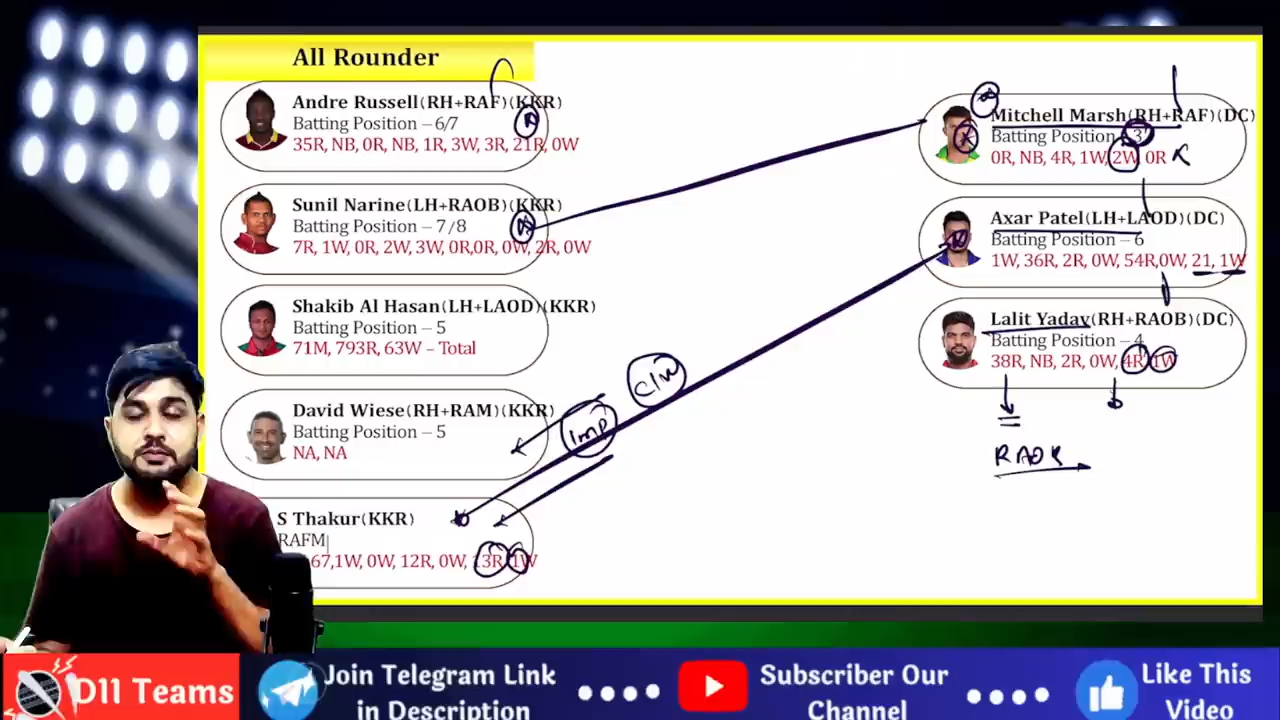 All Rounder
Andre Russell(RH+RAF)(KKR)
Batting Position – 6/7
35R, NB, 0R, NB, 1R, 3W, 3R, 21R, 0W
Sunil Narine(LH+RAOB)(KKR)
Batting Position – 7/8
7R, 1W, 0R, 2W, 3W, 0R,0R, 0W, 2R, 0W
Shakib Al Hasan(LH+LAOD)(KKR)
Batting Position – 5
71M, 793R, 63W – Total
David Wiese(RH+RAM)(KKR)
Batting Position – 5
NA, NA
S Thakur(KKR)
RAFM
67,1W, 0W, 12R, 0W, 13R, 1W
Mitchell Marsh(RH+RAF)(DC)
Batting Position – 3
0R, NB, 4R, 1W, 2W, 0R
Axar Patel(LH+LAOD)(DC)
Batting Position – 6
1W, 36R, 2R, 0W, 54R,0W, 21, 1W
Lalit Yadav(RH+RAOB)(DC)
Batting Position – 4
38R, NB, 2R, 0W, 4R, 1W
C/W
Imp
D11 Teams
Join Telegram Link
in Description
Subscriber Our
Channel
Like This
Video